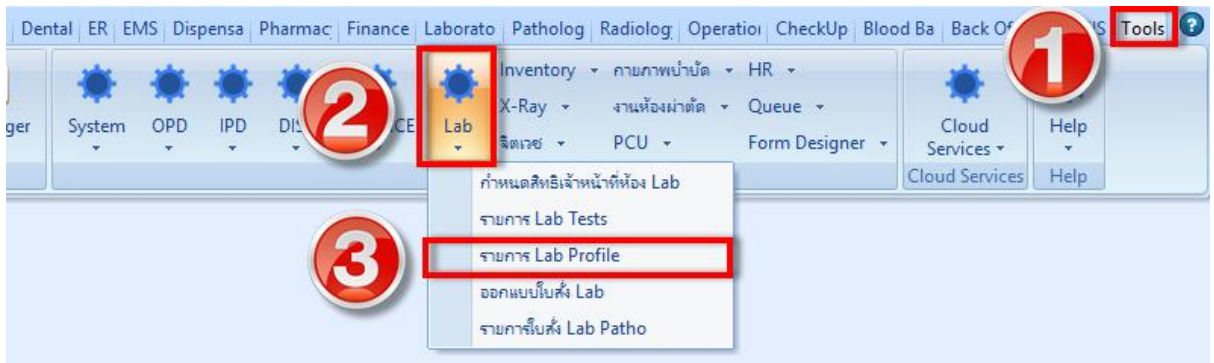 Dental ER EMS Dispensa Pharmac Finance Laborato Patholog Radiolog Operatio CheckUp Blood Ba Back O S Tools ?
1
Inventory กายภาพบำบัด HR
2
X-Ray งานห้องผ่าตัด Queue
ger System OPD IPD DIS CE Lab Cloud Services Help
จิตเวช PCU Form Designer
Cloud Services Help
กำหนดสิทธิเจ้าหน้าที่ห้อง Lab
รายการ Lab Tests
3
รายการ Lab Profile
ออกแบบใบสั่ง Lab
รายการใบสั่ง Lab Patho